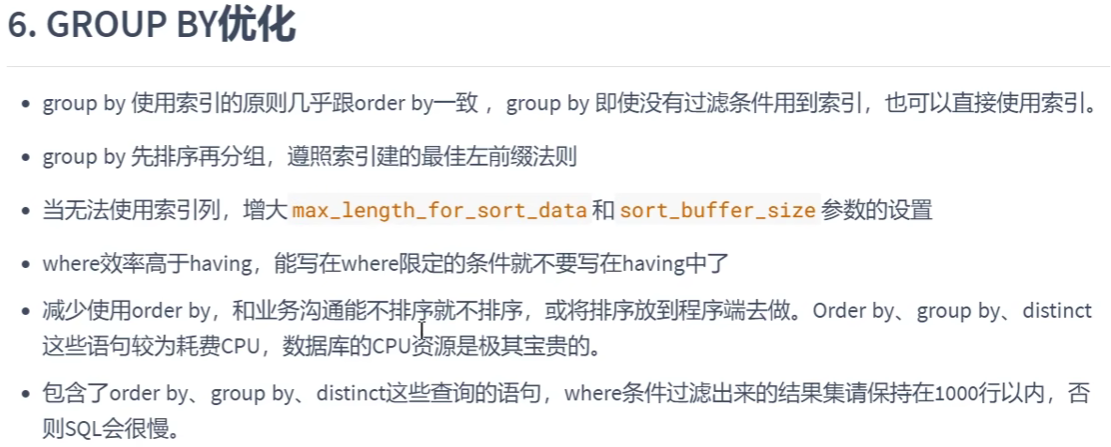 6. GROUP BY优化
group by 使用索引的原则几乎跟order by一致 ，group by 即使没有过滤条件用到索引，也可以直接使用索引。
group by 先排序再分组，遵照索引建的最佳左前缀法则
当无法使用索引列，增大 max_length_for_sort_data 和 sort_buffer_size 参数的设置
where效率高于having，能写在where限定的条件就不要写在having中了
减少使用order by，和业务沟通能不排序就不排序，或将排序放到程序端去做。Order by、group by、distinct
这些语句较为耗费CPU，数据库的CPU资源是极其宝贵的。
包含了order by、group by、distinct这些查询的语句，where条件过滤出来的结果集请保持在1000行以内，否
则SQL会很慢。